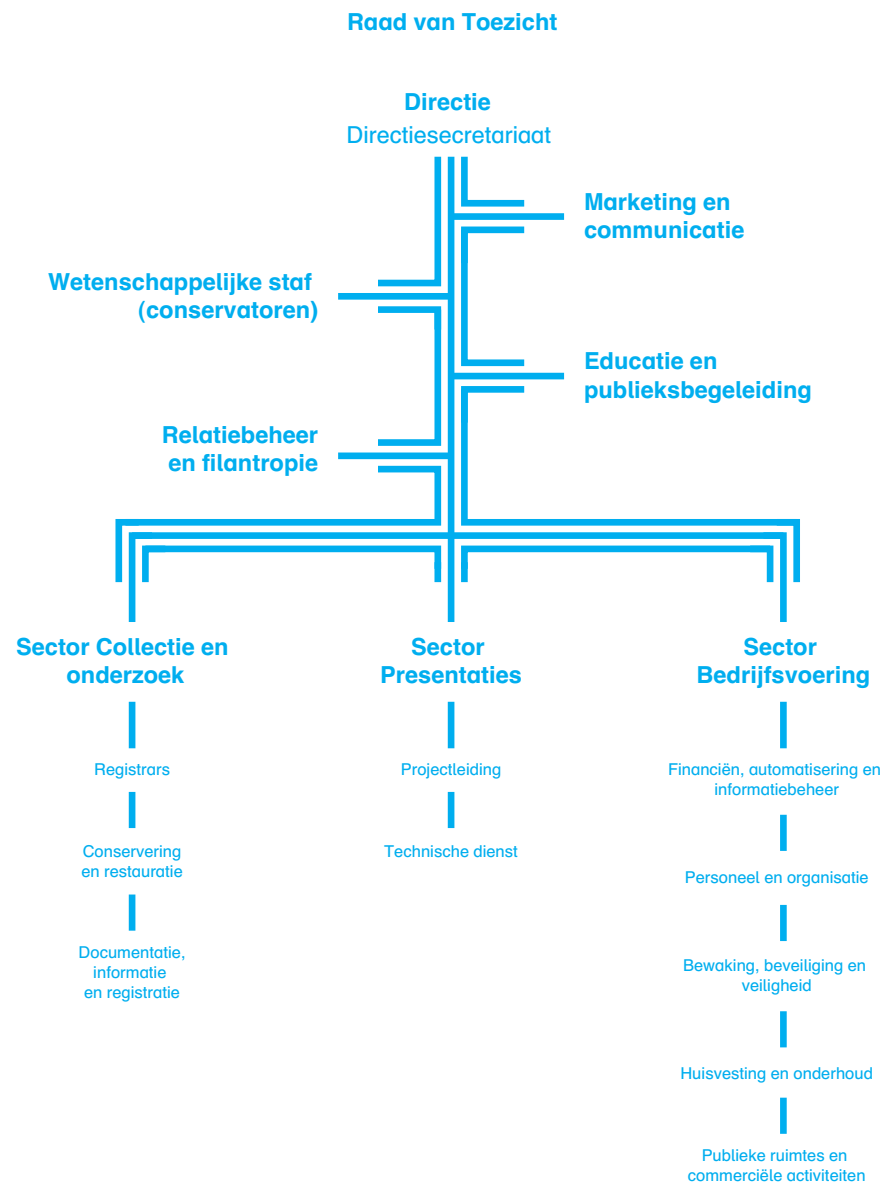 Raad van Toezicht
Directie
Directiesecretariaat
Marketing en
communicatie
Wetenschappelijke staf
(conservatoren)
Educatie en
publieksbegeleiding
Relatiebeheer
en filantropie
Sector Collectie en
onderzoek
Registrars
Conservering
en restauratie
Documentatie,
informatie
en registratie
Sector
Presentaties
Projectleiding
Technische dienst
Sector
Bedrijfsvoering
Financiën, automatisering en
informatiebeheer
Personeel en organisatie
Bewaking, beveiliging en
veiligheid
Huisvesting en onderhoud
Publieke ruimtes en
commerciële activiteiten